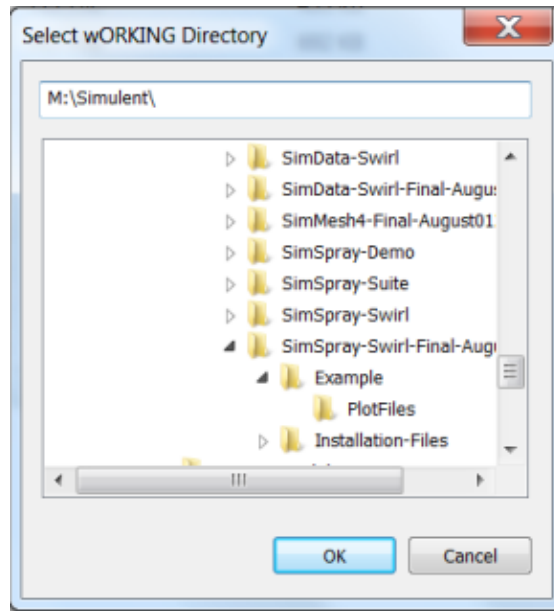 Select wORKING Directory
M:\Simulent\
SimData-Swirl
SimData-Swirl-Final-Augu
SimMesh4-Final-August01
SimSpray-Demo
SimSpray-Suite
SimSpray-Swirl
SimSpray-Swirl-Final-Aug
Example
PlotFiles
Installation-Files
OK Cancel